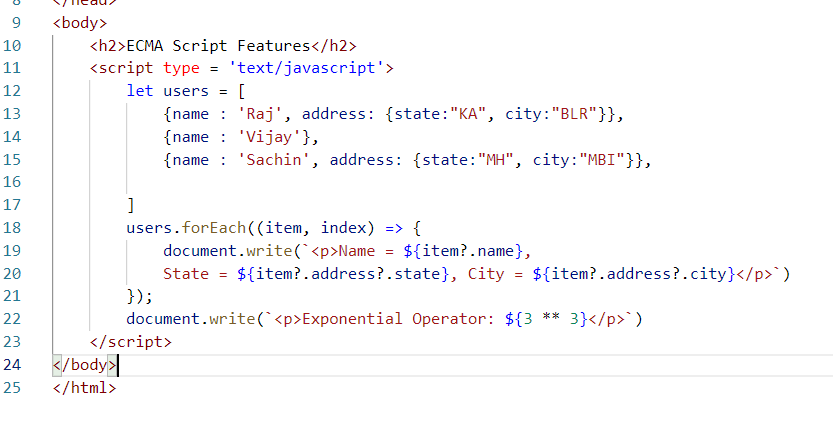 8 </head>
9 <body>
10 <h2>ECMA Script Features</h2>
11 <script type = 'text/javascript'>
12 let users = [
13 {name : 'Raj', address: {state:"KA", city:"BLR"}},
14 {name : 'Vijay'},
15 {name : 'Sachin', address: {state:"MH", city:"MBI"}},
16
17 ]
18 users.forEach((item, index) => {
19 document.write(`<p>Name = ${item?.name},
20 State = ${item?.address?.state}, City = ${item?.address?.city}</p>`)
21 });
22 document.write(`<p>Exponential Operator: ${3 ** 3}</p>`)
23 </script>
24 </body>
25 </html>